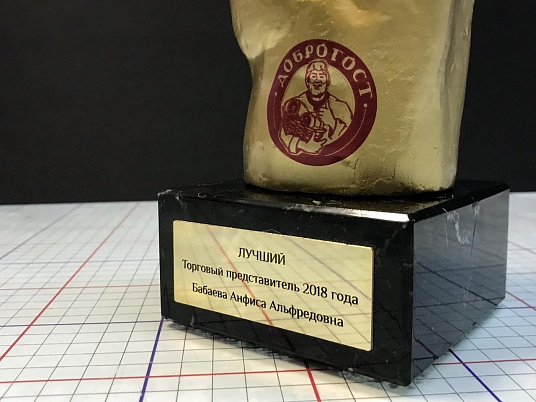 ДОБРОГОСТ
ЛУЧШИЙ
Торговый представитель 2018 года
Бабаева Анфиса Альфредовна